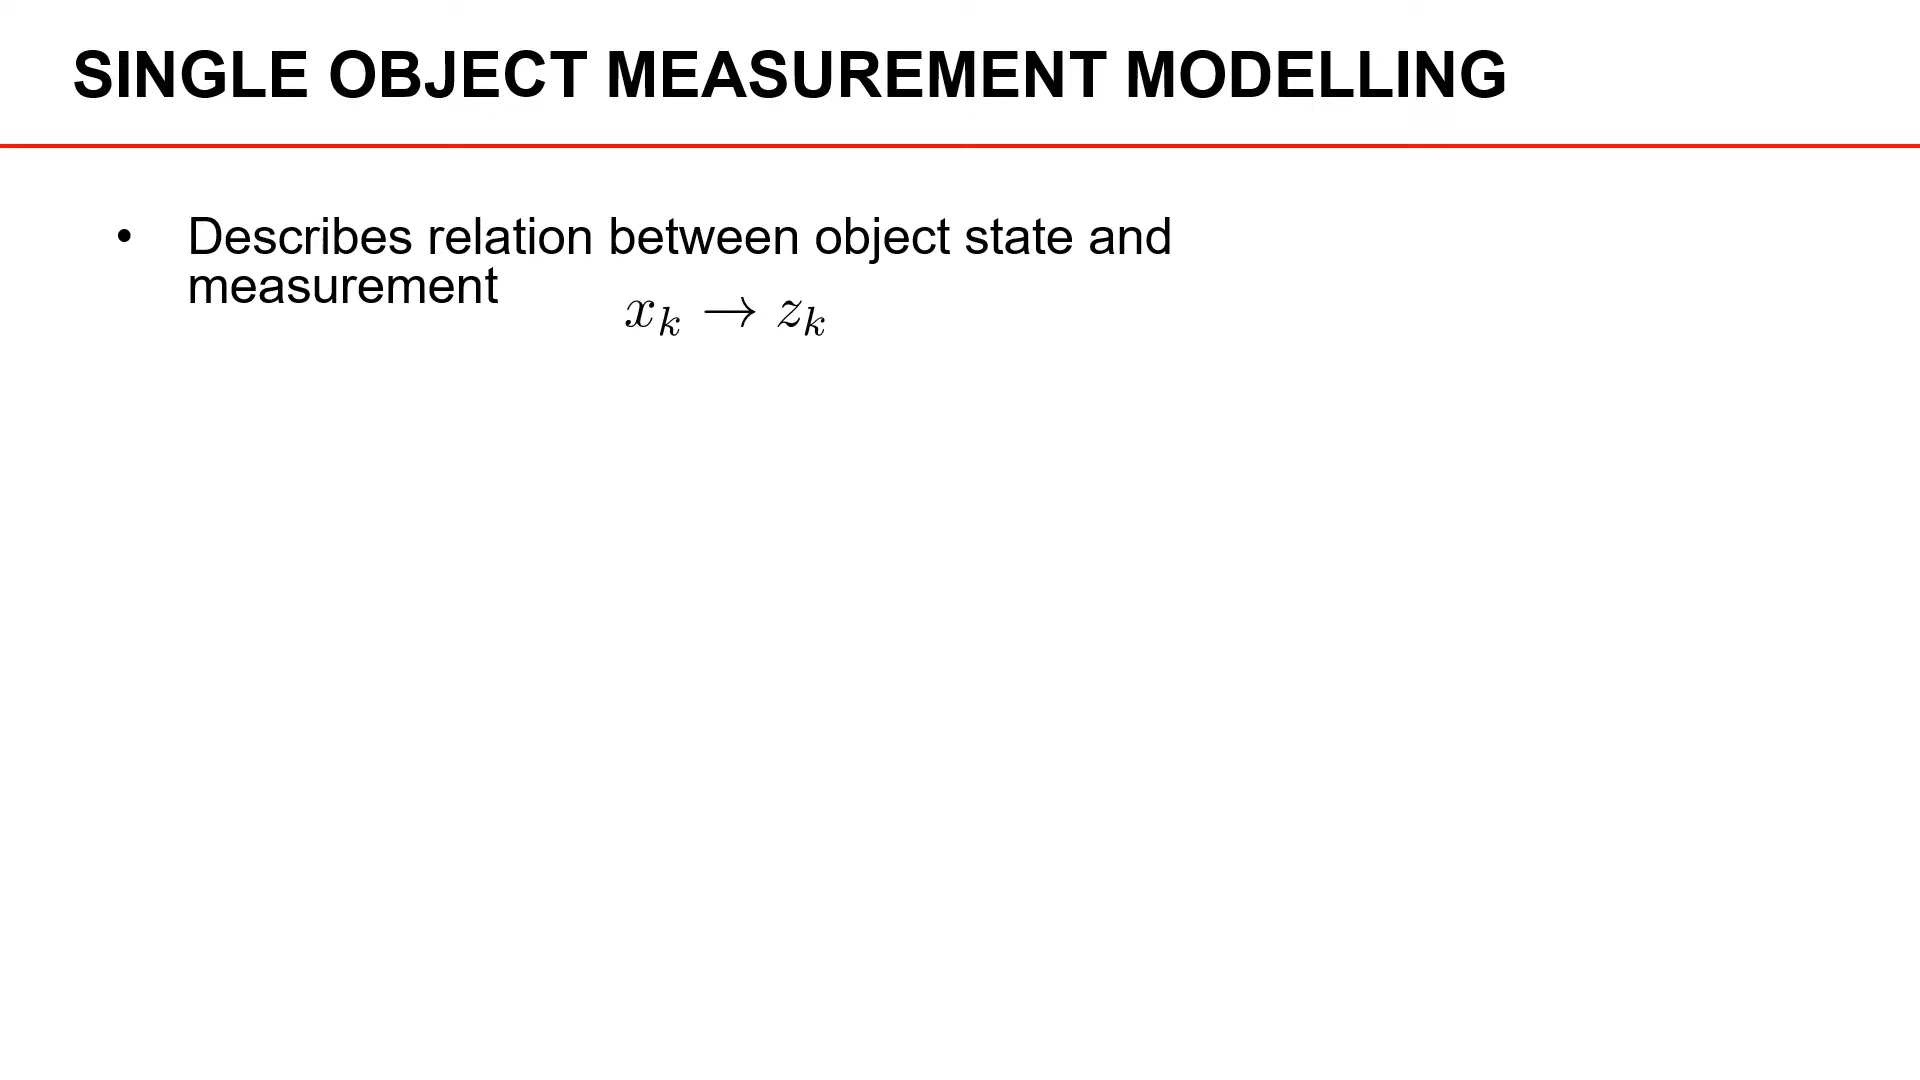 SINGLE OBJECT MEASUREMENT MODELLING
• Describes relation between object state and
measurement
x_k → z_k